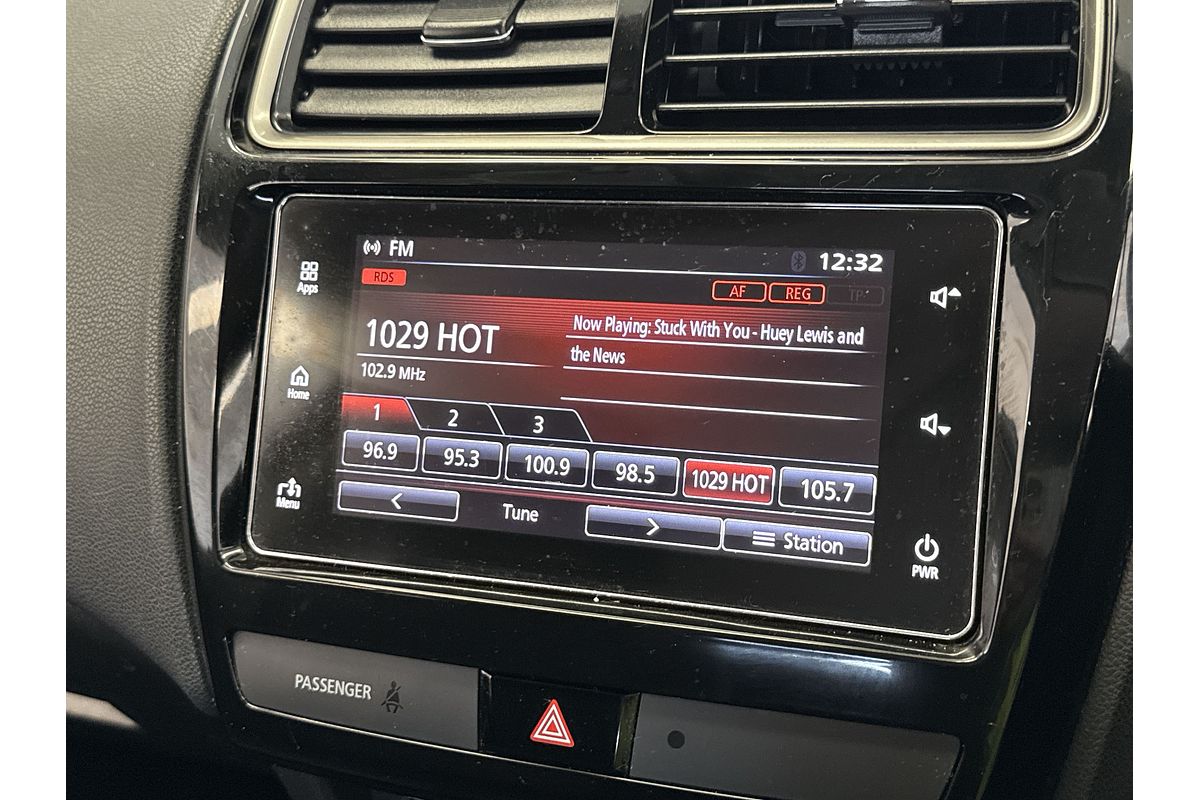 FM
12:32
RDS
AF REG TP
Apps
1029 HOT
102.9 MHz
Now Playing: Stuck With You - Huey Lewis and
the News
Home
1 2 3
96.9 95.3 100.9 98.5 1029 HOT 105.7
Menu
< Tune > Station
PWR
PASSENGER